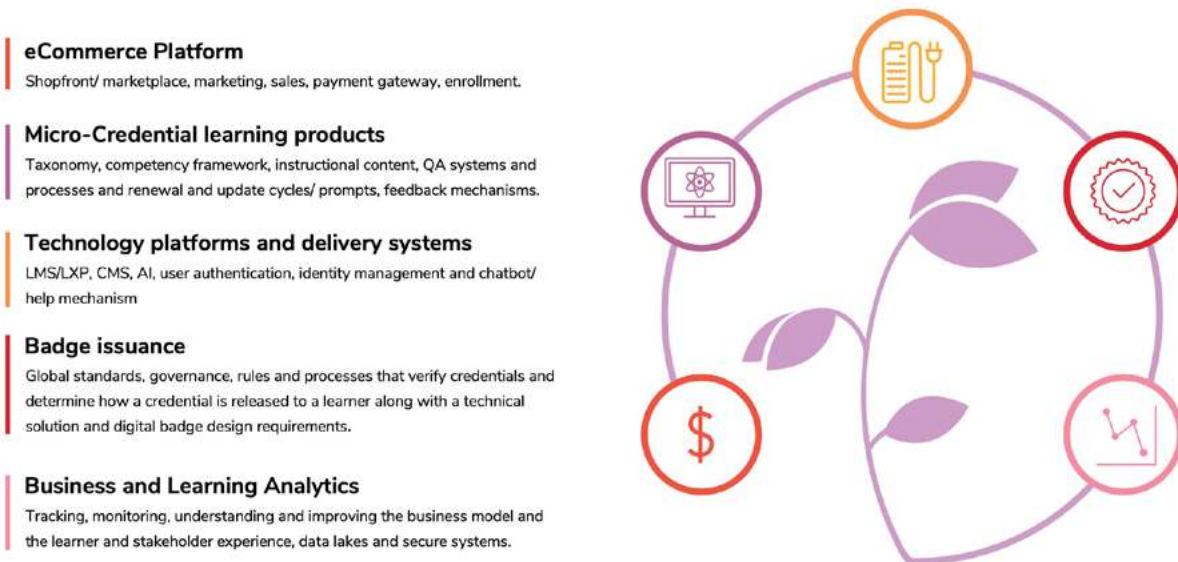 eCommerce Platform
Shopfront/ marketplace, marketing, sales, payment gateway, enrollment.
Micro-Credential learning products
Taxonomy, competency framework, instructional content, QA systems and
processes and renewal and update cycles/ prompts, feedback mechanisms.
Technology platforms and delivery systems
LMS/LXP, CMS, AI, user authentication, identity management and chatbot/
help mechanism
Badge issuance
Global standards, governance, rules and processes that verify credentials and
determine how a credential is released to a learner along with a technical
solution and digital badge design requirements.
Business and Learning Analytics
Tracking, monitoring, understanding and improving the business model and
the learner and stakeholder experience, data lakes and secure systems.
$